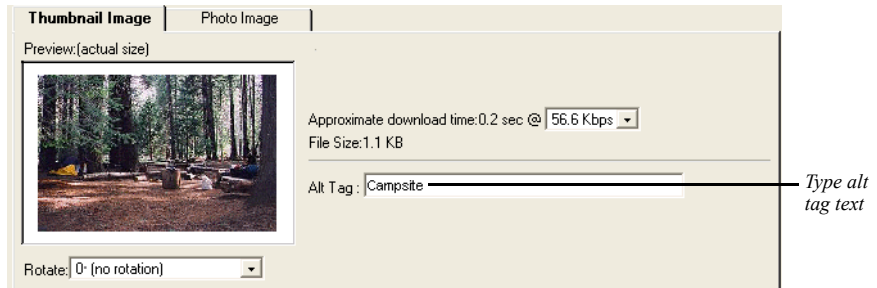 Thumbnail Image
Photo Image
Preview:(actual size)
Approximate download time:0.2 sec @ 56.6 Kbps
File Size:1.1 KB
Alt Tag : Campsite
Type alt
tag text
Rotate: 0· (no rotation)